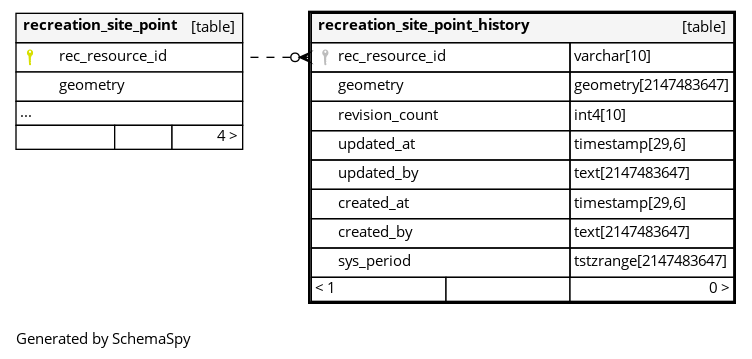 recreation_site_point [table]
rec_resource_id
geometry
...
4 >
recreation_site_point_history [table]
rec_resource_id varchar[10]
geometry geometry[2147483647]
revision_count int4[10]
updated_at timestamp[29,6]
updated_by text[2147483647]
created_at timestamp[29,6]
created_by text[2147483647]
sys_period tstzrange[2147483647]
< 1 0 >
Generated by SchemaSpy